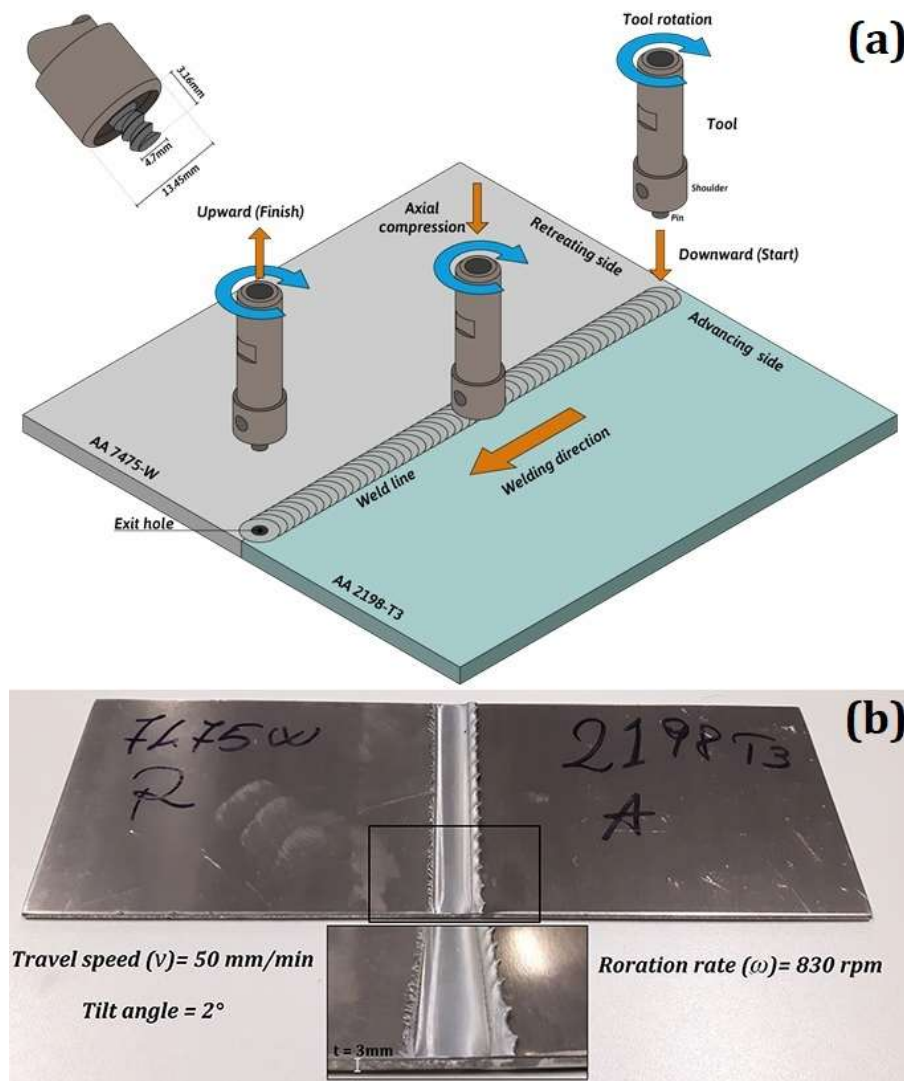 (a)
Tool rotation
3.16mm
4.7mm
13.45mm
Tool
Shoulder
Pin
Upward (Finish)
Axial
compression
Retreating side
Downward (Start)
Advancing side
AA 7475-W
Weld line
Welding direction
Exit hole
AA 2198-T3
(b)
7475W
R
2198 T3
A
Travel speed (v)= 50 mm/min
Roration rate (ω)= 830 rpm
Tilt angle = 2°
t = 3mm